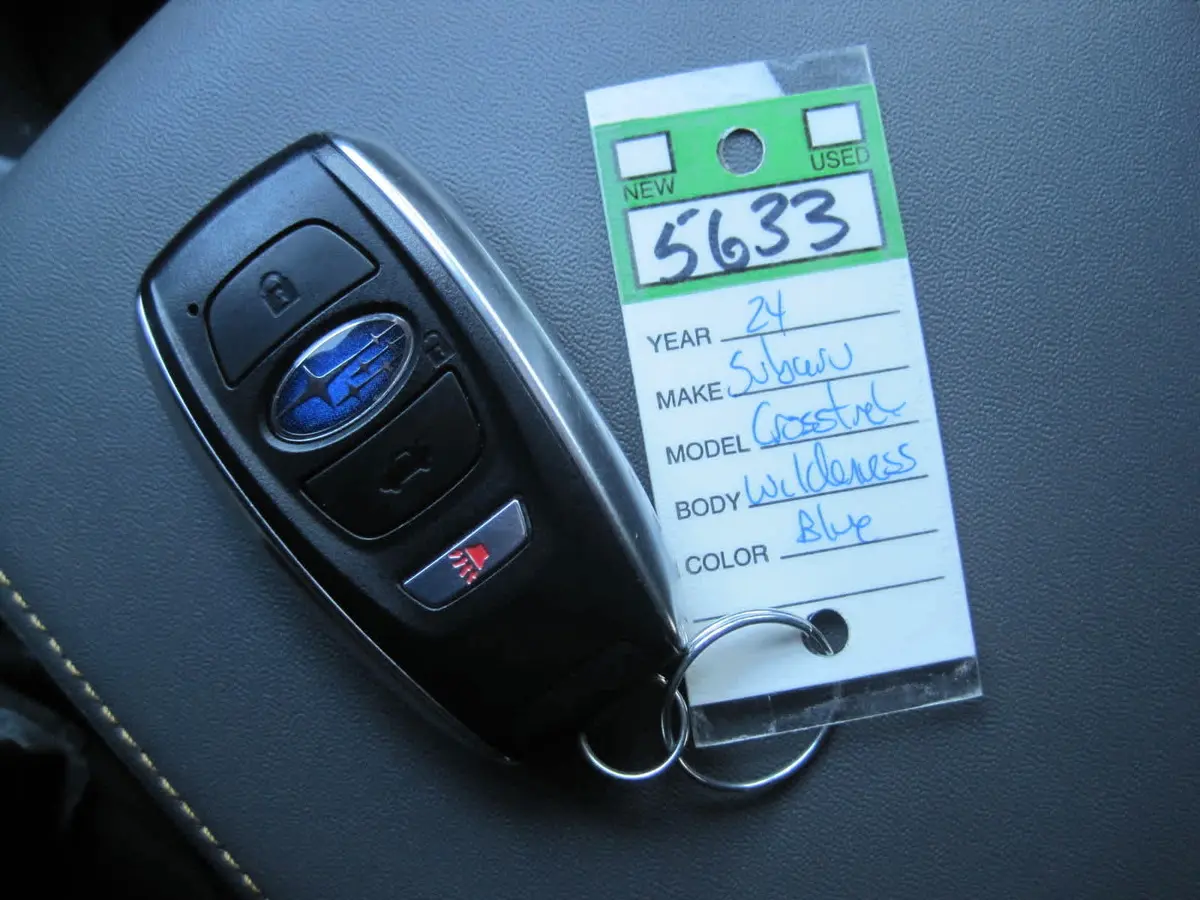 NEW USED
5633
YEAR 24
MAKE Subaru
MODEL Crosstrek
BODY Wilderness
COLOR Blue